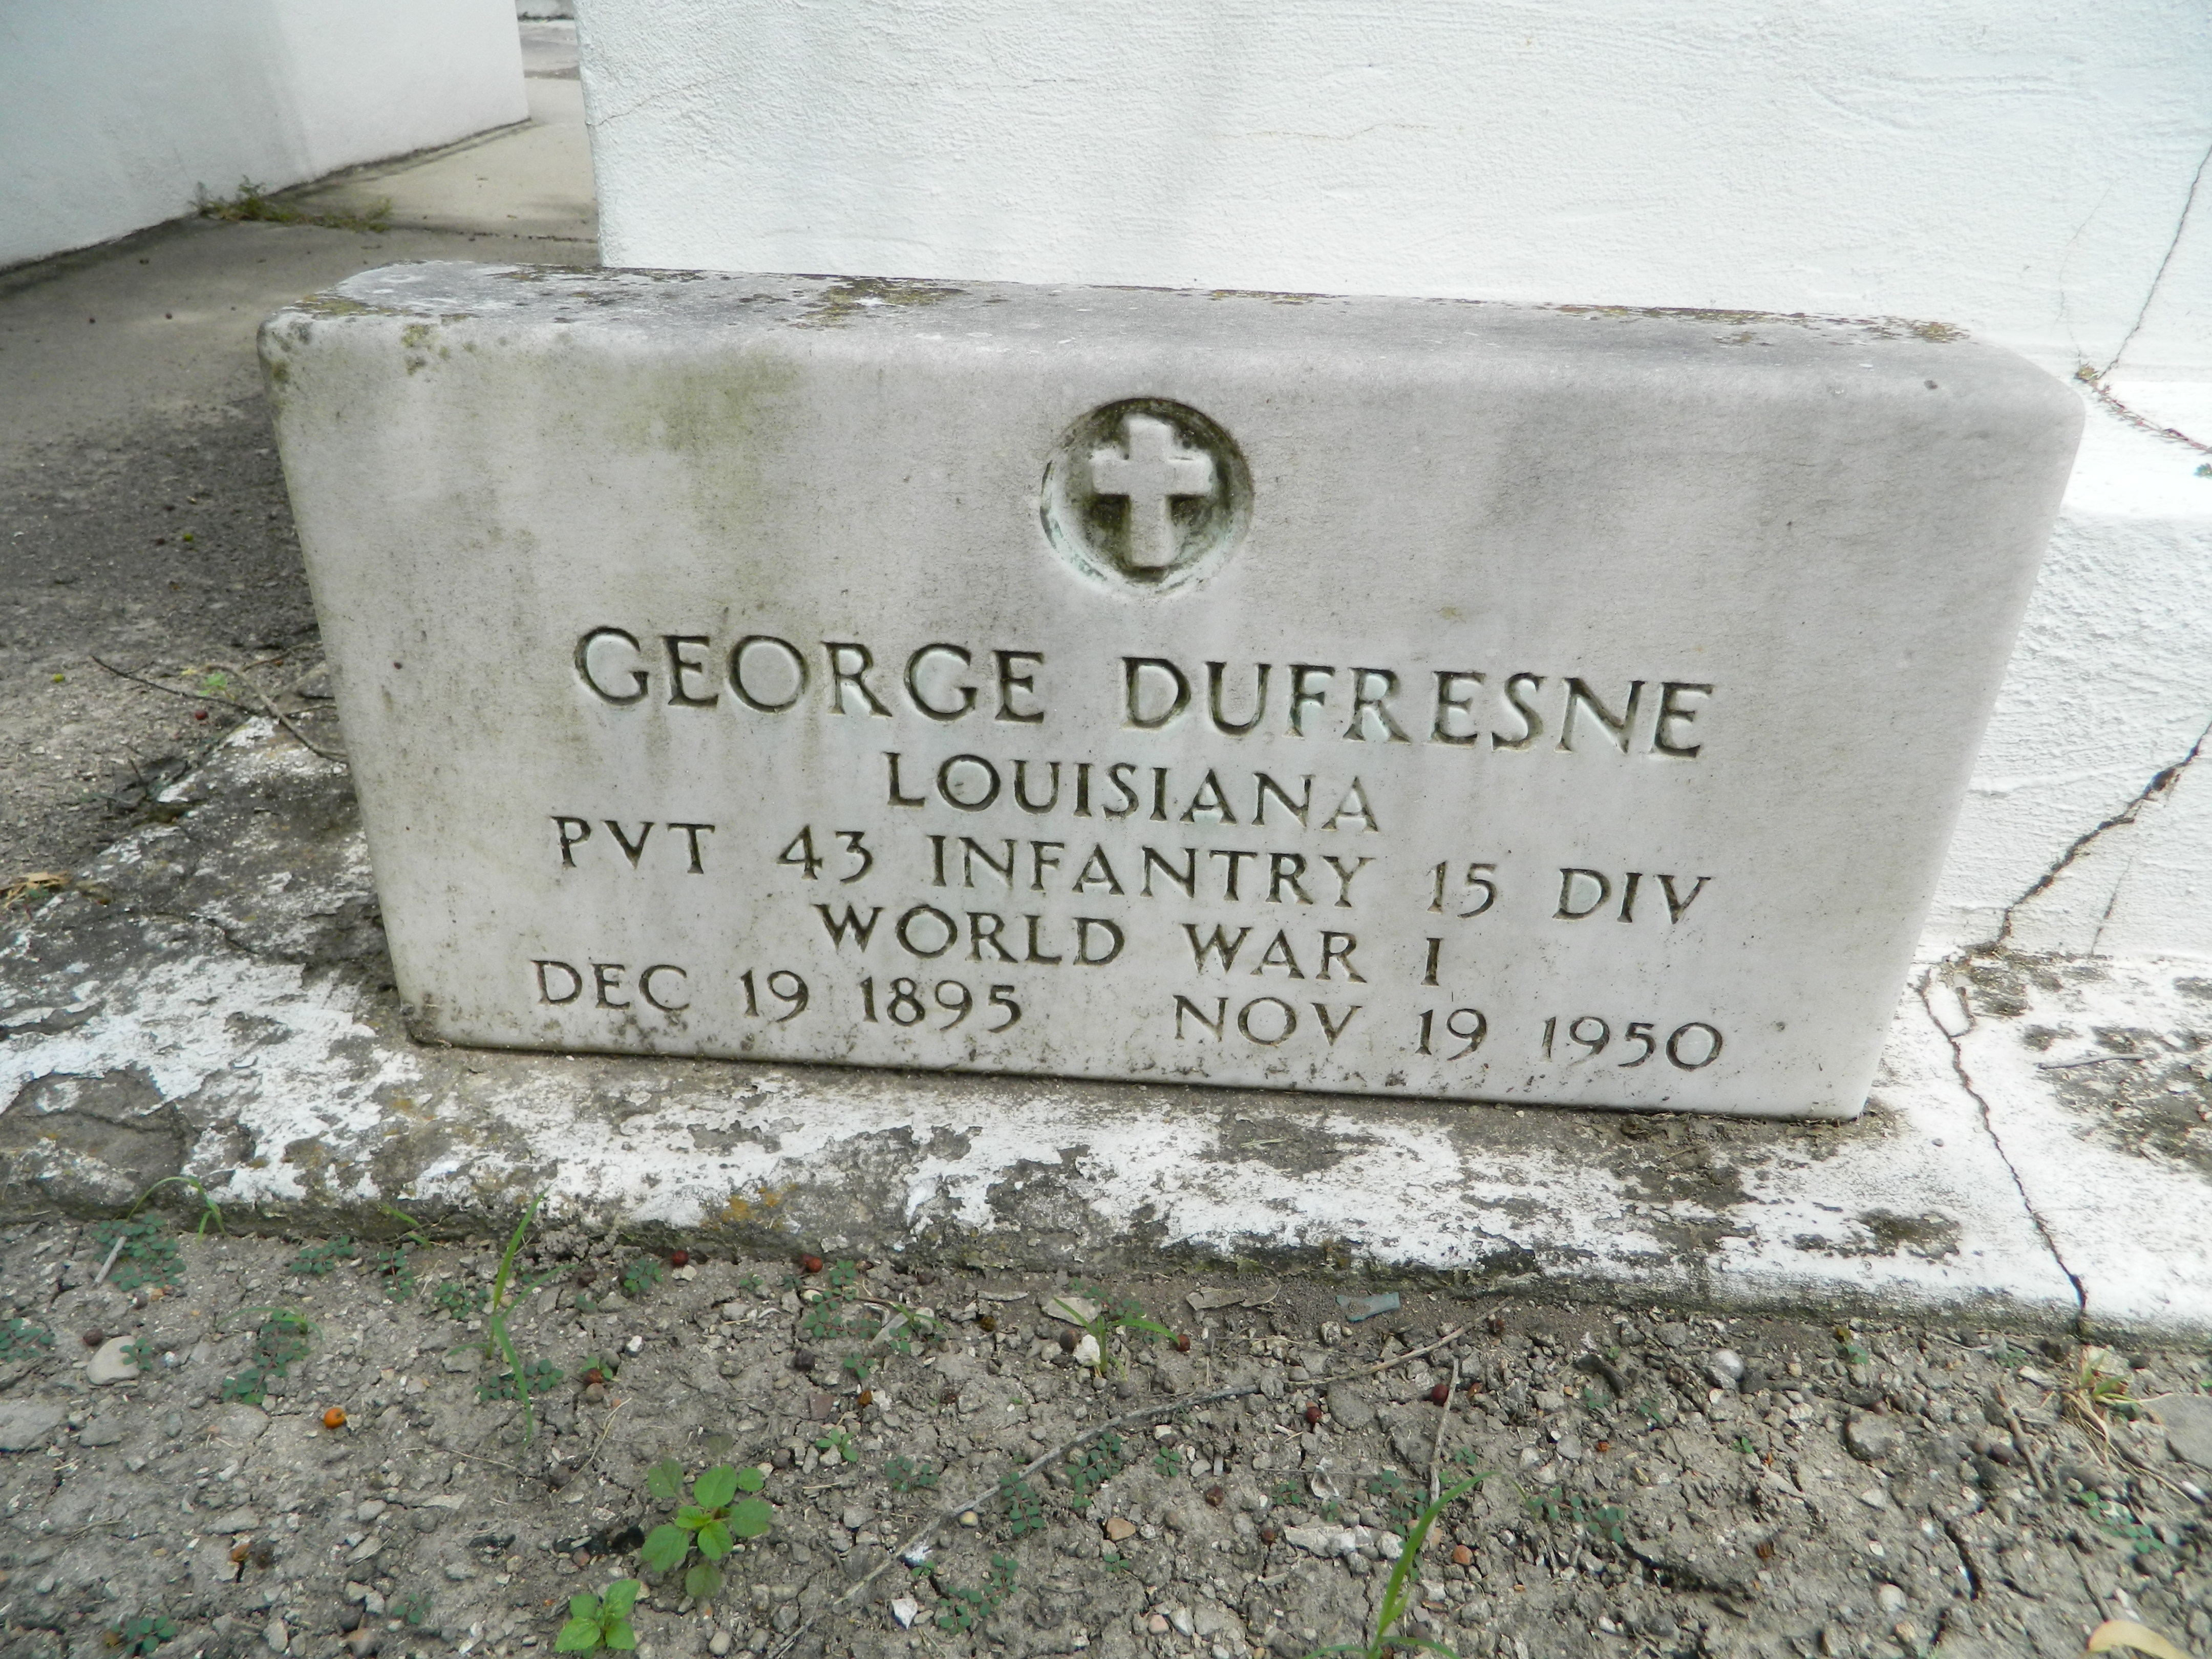 GEORGE DUFRESNE
LOUISIANA
PVT 43 INFANTRY 15 DIV
WORLD WAR I
DEC 19 1895 NOV 19 1950